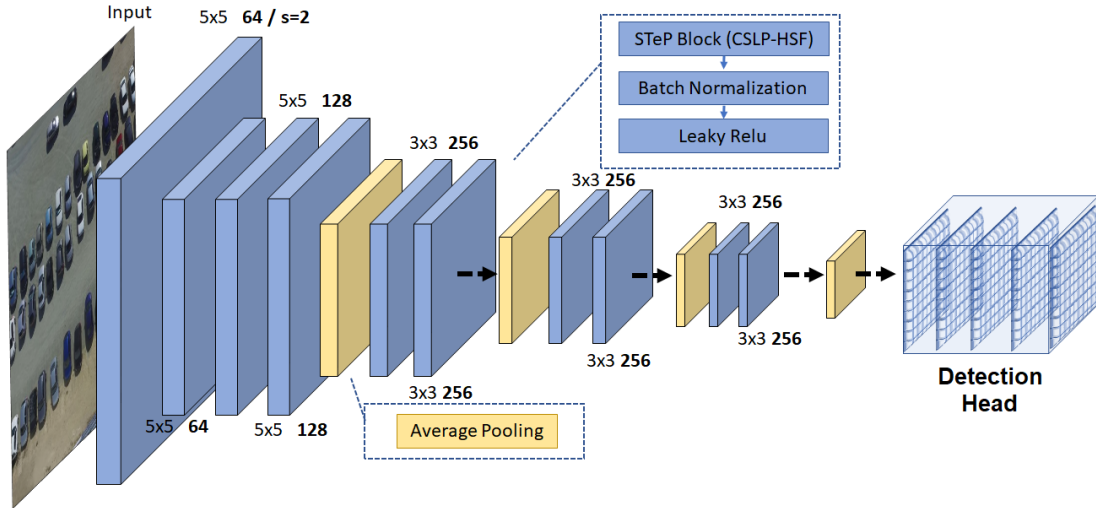 Input
5x5 64 / s=2
5x5 128
3x3 256
3x3 256
3x3 256
STeP Block (CSLP-HSF)
Batch Normalization
Leaky Relu
5x5 64
5x5 128
3x3 256
3x3 256
3x3 256
Average Pooling
Detection
Head